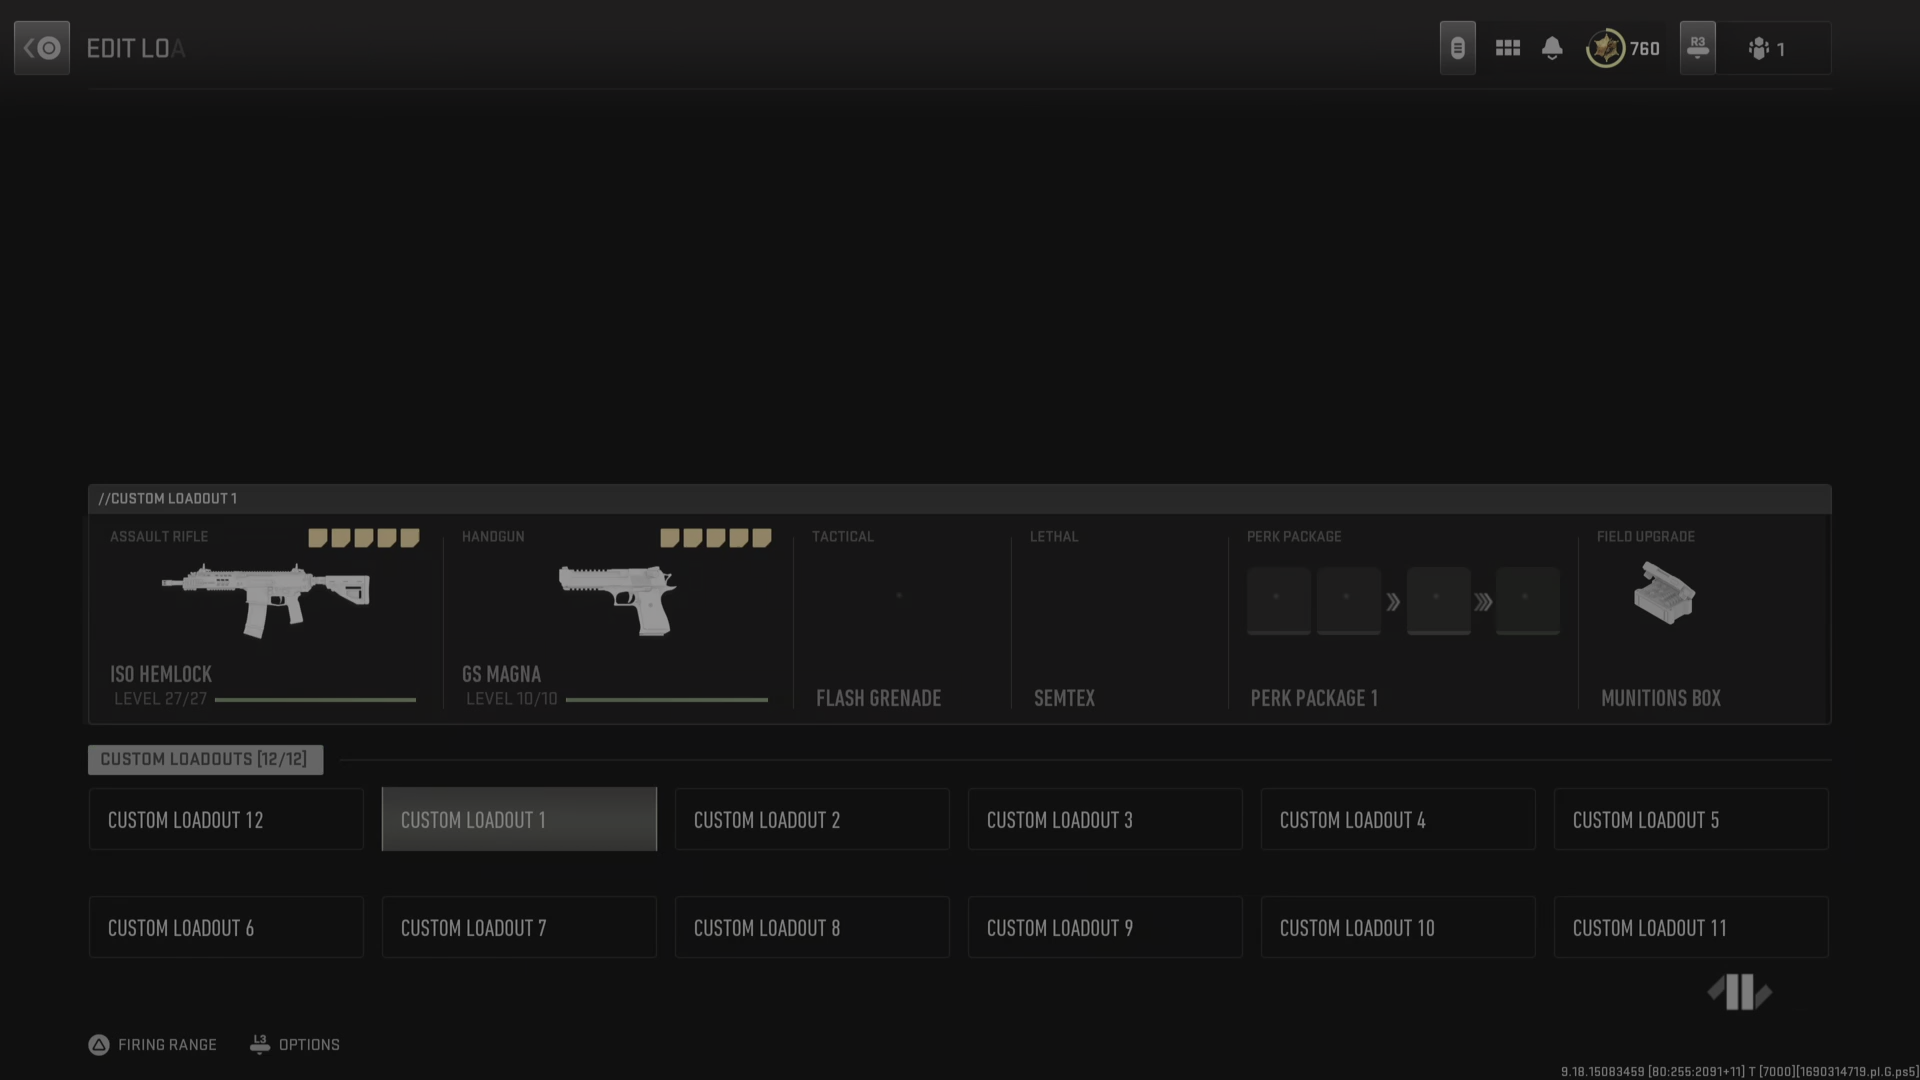 EDIT LOA
760
R3
1
//CUSTOM LOADOUT 1
ASSAULT RIFLE
HANDGUN
TACTICAL
LETHAL
PERK PACKAGE
FIELD UPGRADE
ISO HEMLOCK
LEVEL 27/27
GS MAGNA
LEVEL 10/10
FLASH GRENADE
SEMTEX
PERK PACKAGE 1
MUNITIONS BOX
CUSTOM LOADOUTS [12/12]
CUSTOM LOADOUT 12
CUSTOM LOADOUT 1
CUSTOM LOADOUT 2
CUSTOM LOADOUT 3
CUSTOM LOADOUT 4
CUSTOM LOADOUT 5
CUSTOM LOADOUT 6
CUSTOM LOADOUT 7
CUSTOM LOADOUT 8
CUSTOM LOADOUT 9
CUSTOM LOADOUT 10
CUSTOM LOADOUT 11
FIRING RANGE
L3 OPTIONS
9.18.15083459 [80:255:2091+11] T [7000][1690314719.pl.G.ps5]